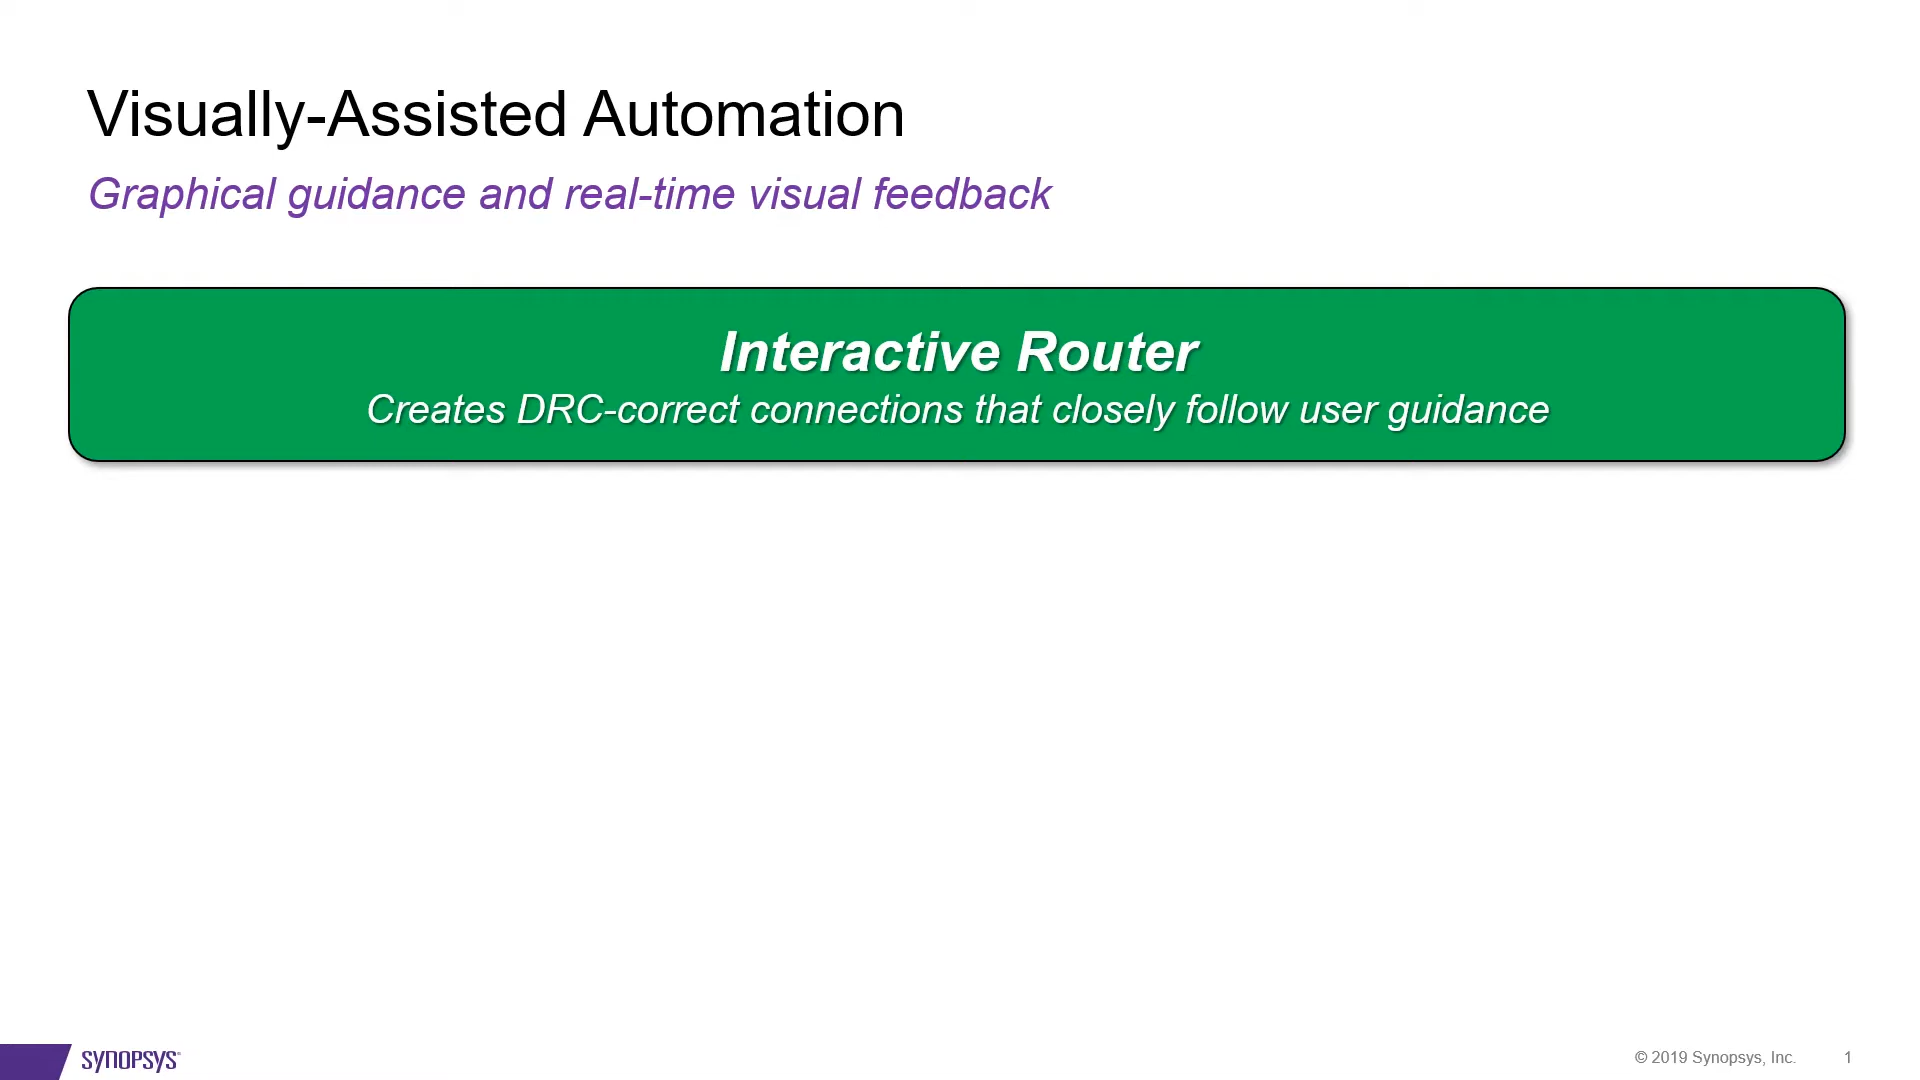 Visually-Assisted Automation
Graphical guidance and real-time visual feedback
Interactive Router
Creates DRC-correct connections that closely follow user guidance
SYNOPSYS
© 2019 Synopsys, Inc. 1